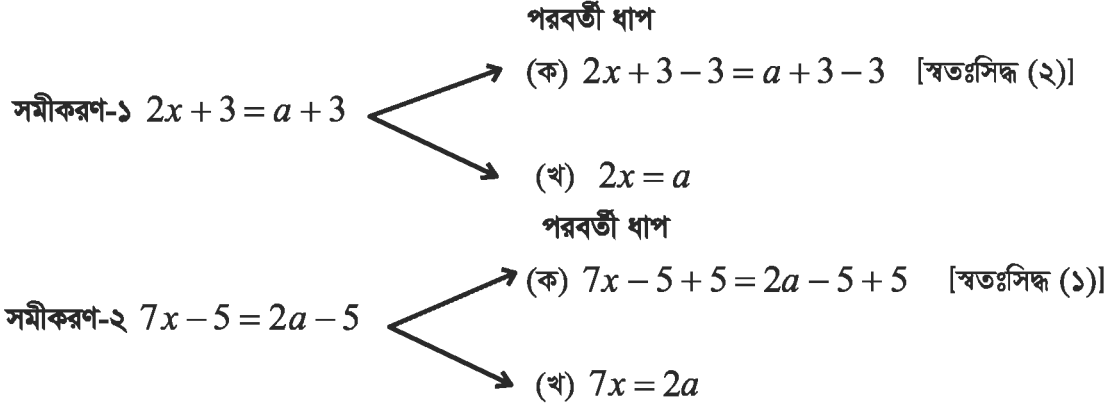 পরবর্তী ধাপ
(ক) 2x + 3 − 3 = a + 3 − 3 [স্বতঃসিদ্ধ (২)]
সমীকরণ-১ 2x + 3 = a + 3
(খ) 2x = a
পরবর্তী ধাপ
(ক) 7x − 5 + 5 = 2a − 5 + 5 [স্বতঃসিদ্ধ (১)]
সমীকরণ-২ 7x − 5 = 2a − 5
(খ) 7x = 2a